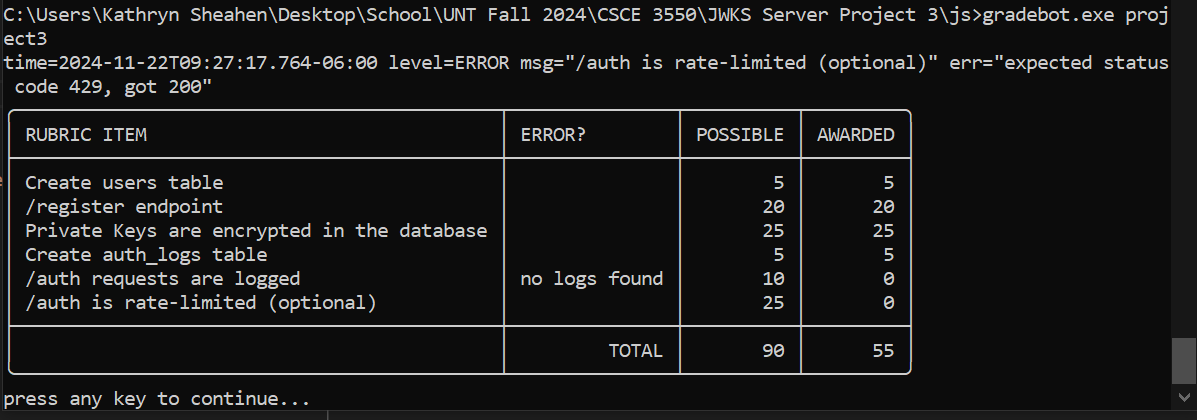 C:\Users\Kathryn Sheahen\Desktop\School\UNT Fall 2024\CSCE 3550\JWKS Server Project 3\js>gradebot.exe proj
ect3
time=2024-11-22T09:27:17.764-06:00 level=ERROR msg="/auth is rate-limited (optional)" err="expected status
code 429, got 200"
RUBRIC ITEM ERROR? POSSIBLE AWARDED
Create users table 5 5
/register endpoint 20 20
Private Keys are encrypted in the database 25 25
Create auth_logs table 5 5
/auth requests are logged no logs found 10 0
/auth is rate-limited (optional) 25 0
TOTAL 90 55
press any key to continue...